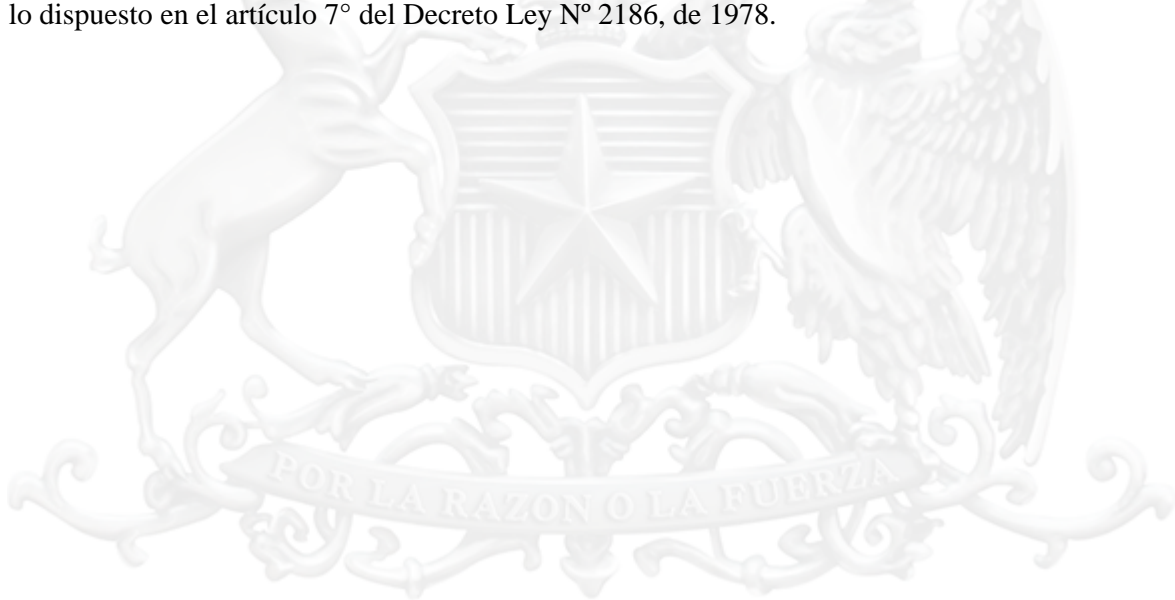 lo dispuesto en el artículo 7° del Decreto Ley Nº 2186, de 1978.
POR LA RAZON O LA FUERZA